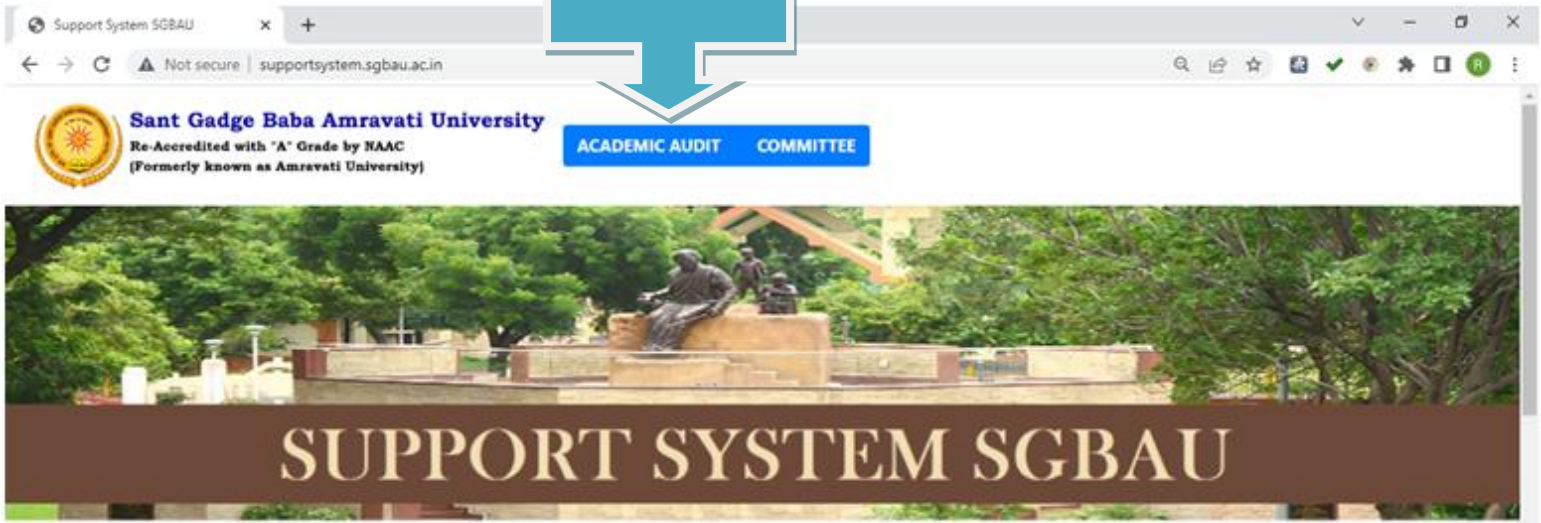 Support System SGBAU
Not secure | supportsystem.sgbau.ac.in
R
Sant Gadge Baba Amravati University
Re-Accredited with "A" Grade by NAAC
(Formerly known as Amravati University)
ACADEMIC AUDIT COMMITTEE
SUPPORT SYSTEM SGBAU